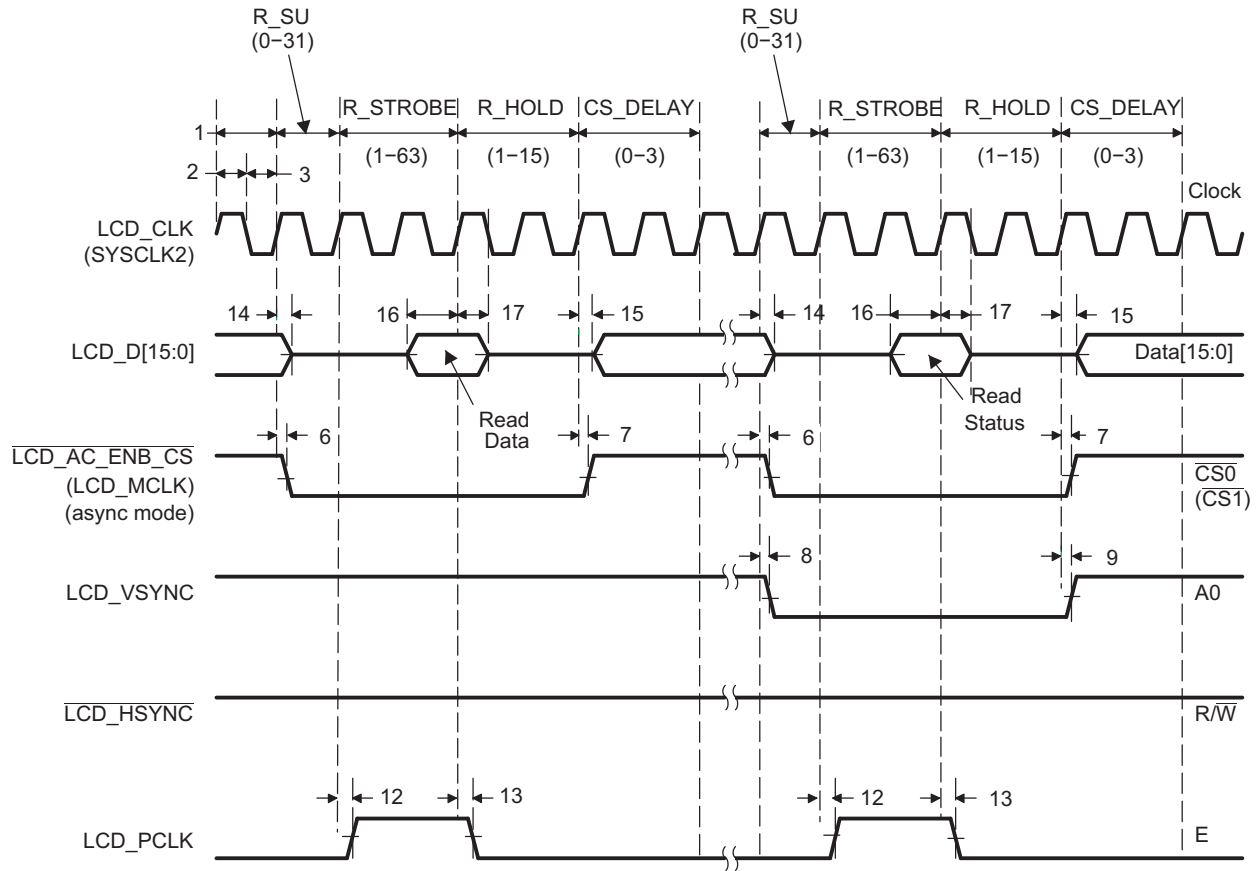 R_SU
(0−31)
R_SU
(0−31)
R_STROBE R_HOLD CS_DELAY R_STROBE R_HOLD CS_DELAY
1
(1−63) (1−15) (0−3) (1−63) (1−15) (0−3)
2 3
Clock
LCD_CLK
(SYSCLK2)
14 16 17 15 14 16 17 15
LCD_D[15:0] Data[15:0]
Read
Data
Read
Status
6 7 6 7
LCD_AC_ENB_CS
(LCD_MCLK)
(async mode)
CS0
(CS1)
8 9
LCD_VSYNC A0
LCD_HSYNC R/W
12 13 12 13
LCD_PCLK E